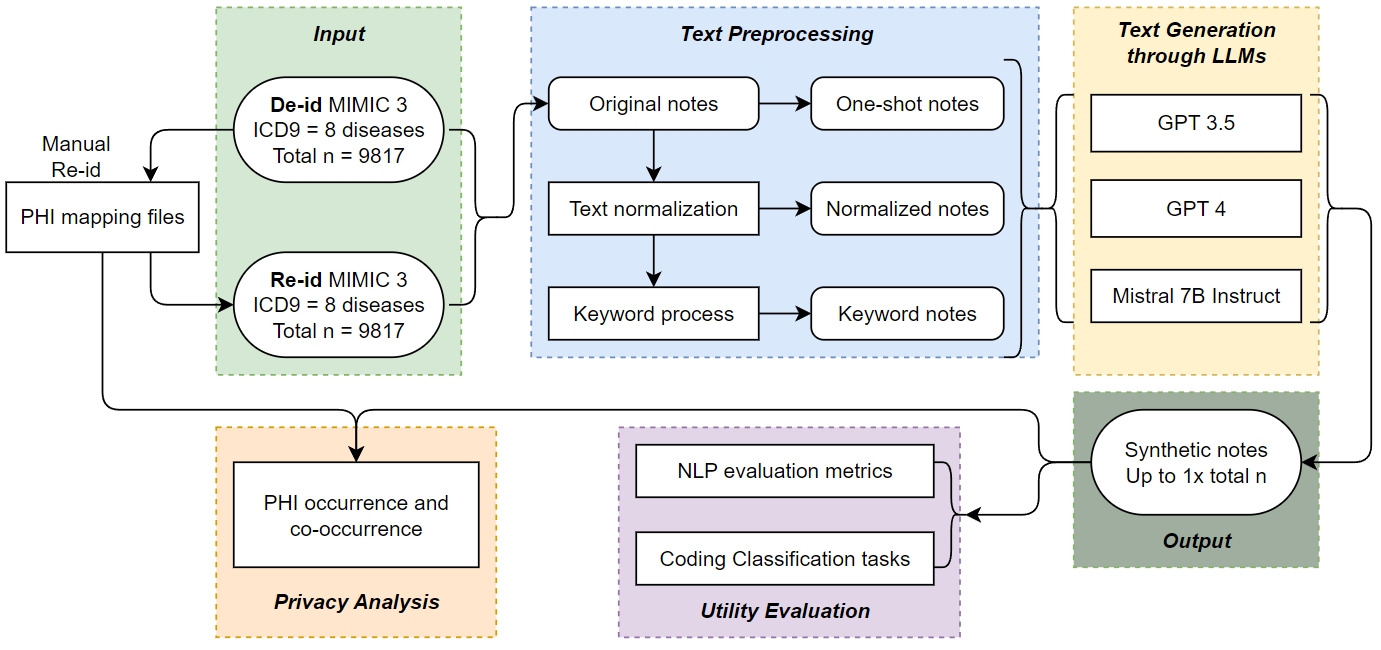 Input
De-id MIMIC 3
ICD9 = 8 diseases
Total n = 9817
Manual
Re-id
PHI mapping files
Re-id MIMIC 3
ICD9 = 8 diseases
Total n = 9817
Text Preprocessing
Original notes
One-shot notes
Text normalization
Normalized notes
Keyword process
Keyword notes
Text Generation
through LLMs
GPT 3.5
GPT 4
Mistral 7B Instruct
PHI occurrence and
co-occurrence
Privacy Analysis
NLP evaluation metrics
Coding Classification tasks
Utility Evaluation
Synthetic notes
Up to 1x total n
Output